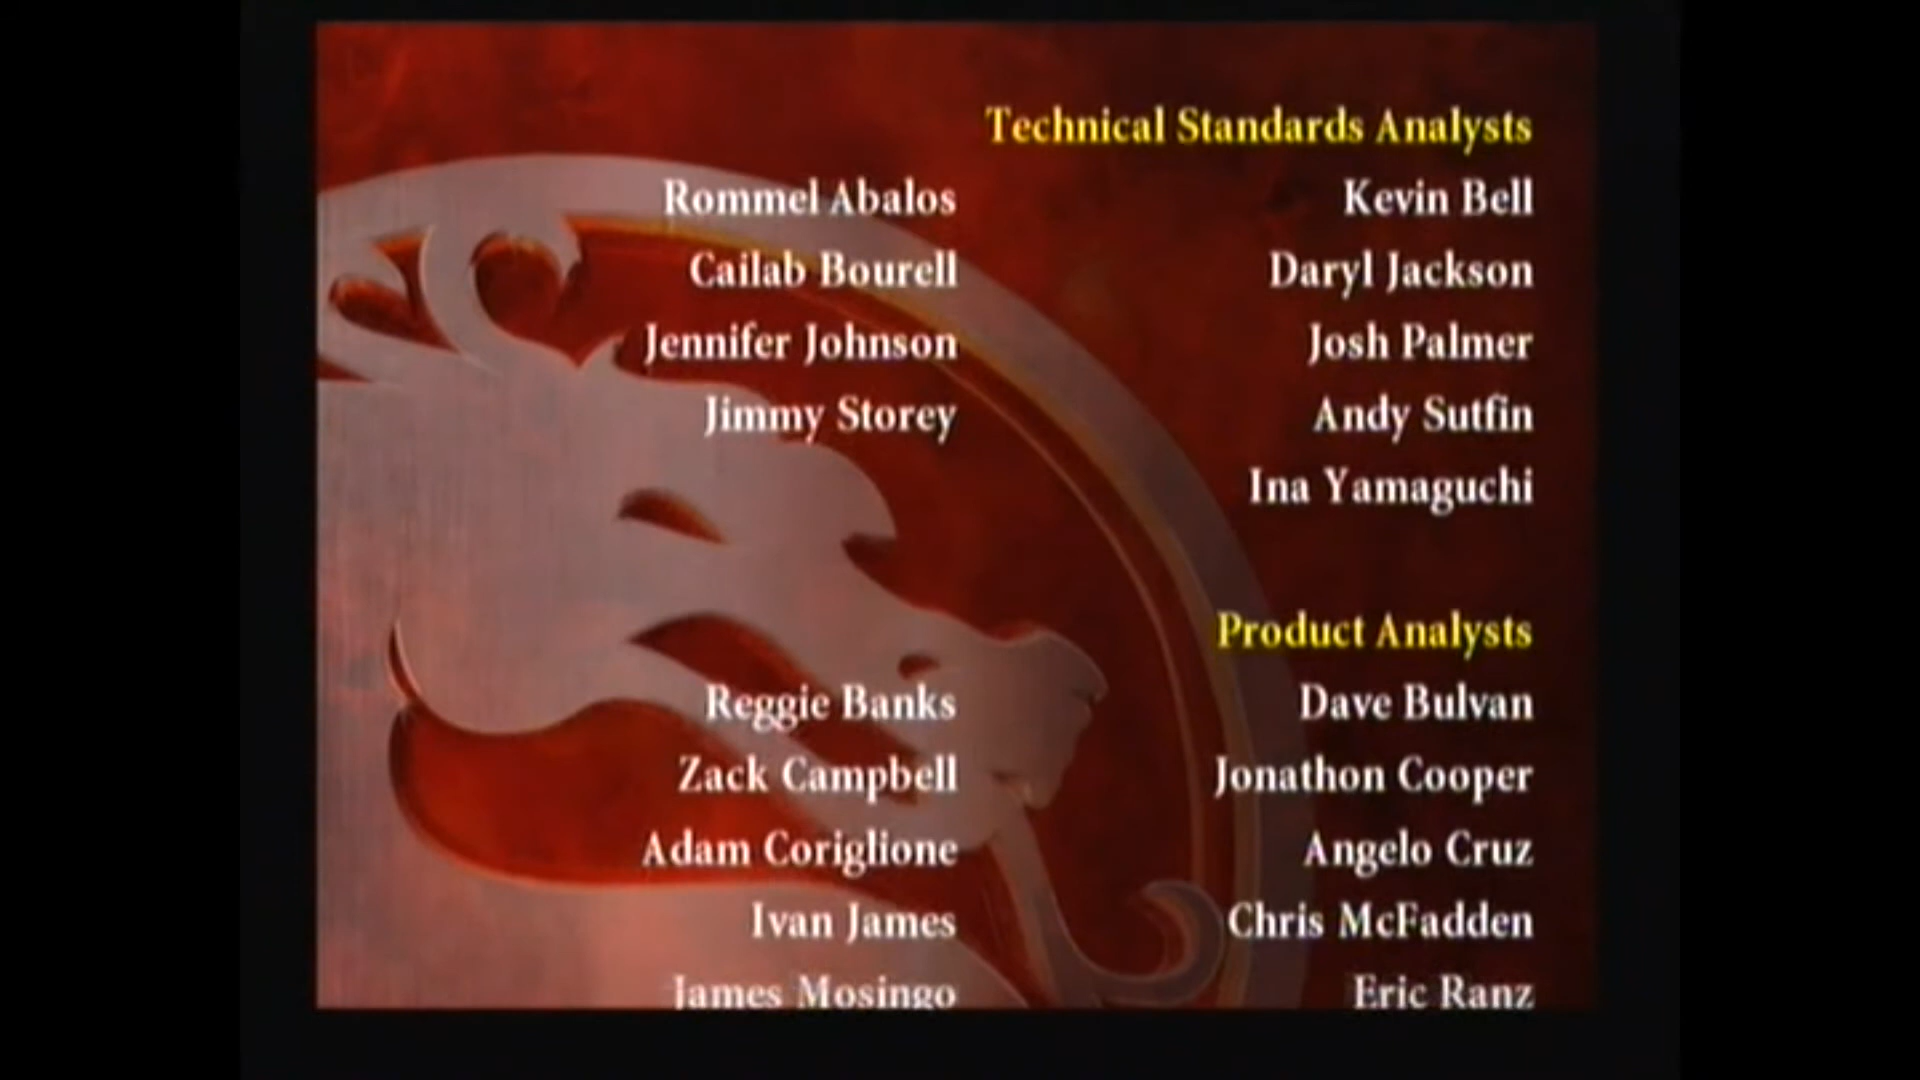 Technical Standards Analysts
Rommel Abalos Kevin Bell
Cailab Bourell Daryl Jackson
Jennifer Johnson Josh Palmer
Jimmy Storey Andy Sutfin
Ina Yamaguchi
Product Analysts
Reggie Banks Dave Bulvan
Zack Campbell Jonathon Cooper
Adam Coriglione Angelo Cruz
Ivan James Chris McFadden
James Mosingo Eric Ranz